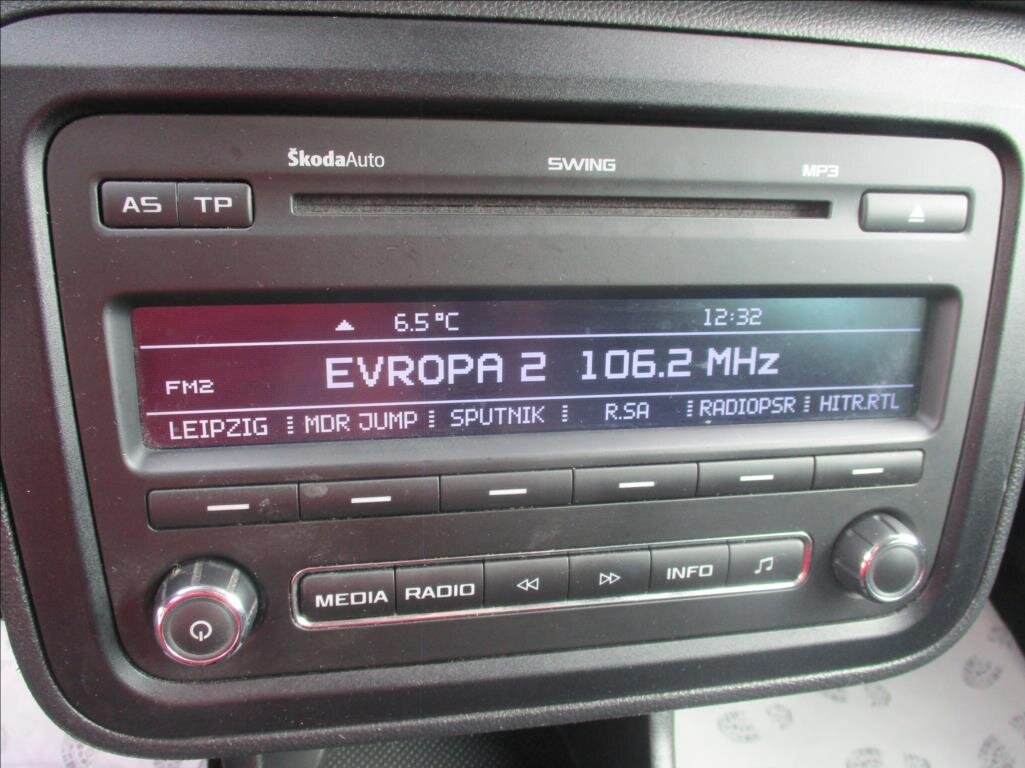 ŠkodaAuto SWING MP3
AS TP
6.5 °C 12:32
FM2 EVROPA 2 106.2 MHz
LEIPZIG MDR JUMP SPUTNIK R.SA RADIOPSR HITR.RTL
MEDIA RADIO INFO